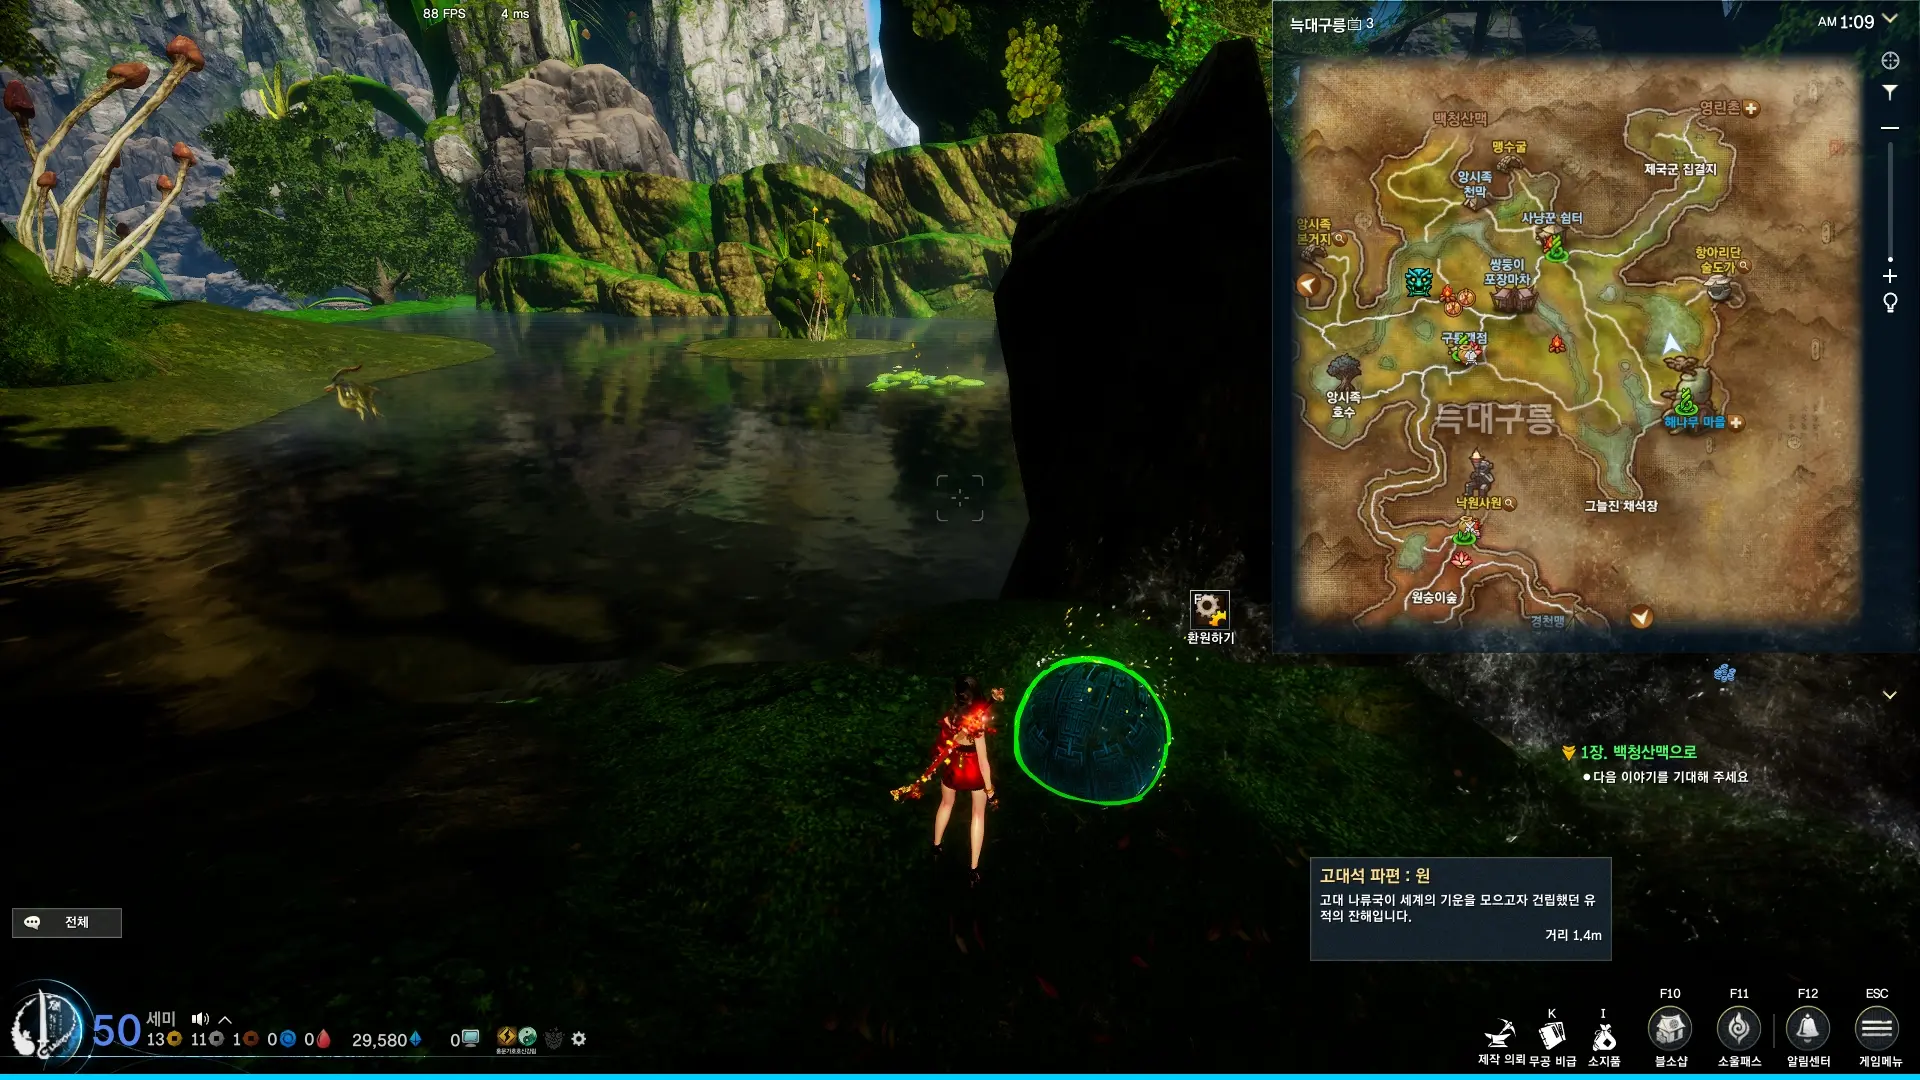 88 FPS 4 ms
늑대구릉 3
AM 1:09
백청산맥
영린촌
맹수굴
제국군 집결지
앙시족
천막
사냥꾼 쉼터
앙시족
본거지
항아리단
술도가
쌍둥이
포장마차
앙시족
호수
늑대구릉
해나무 마을
낙원사원
그늘진 채석장
원숭이숲
경천맹
F
환원하기
1장. 백청산맥으로
다음 이야기를 기대해 주세요
고대석 파편 : 원
고대 나류국이 세계의 기운을 모으고자 건립했던 유
적의 잔해입니다.
거리 1.4m
전체
50 세미
13 11 1 0 0 29,580 0
K I F10 F11 F12 ESC
제작 의뢰 무공 비급 소지품 블소샵 소울패스 알림센터 게임메뉴